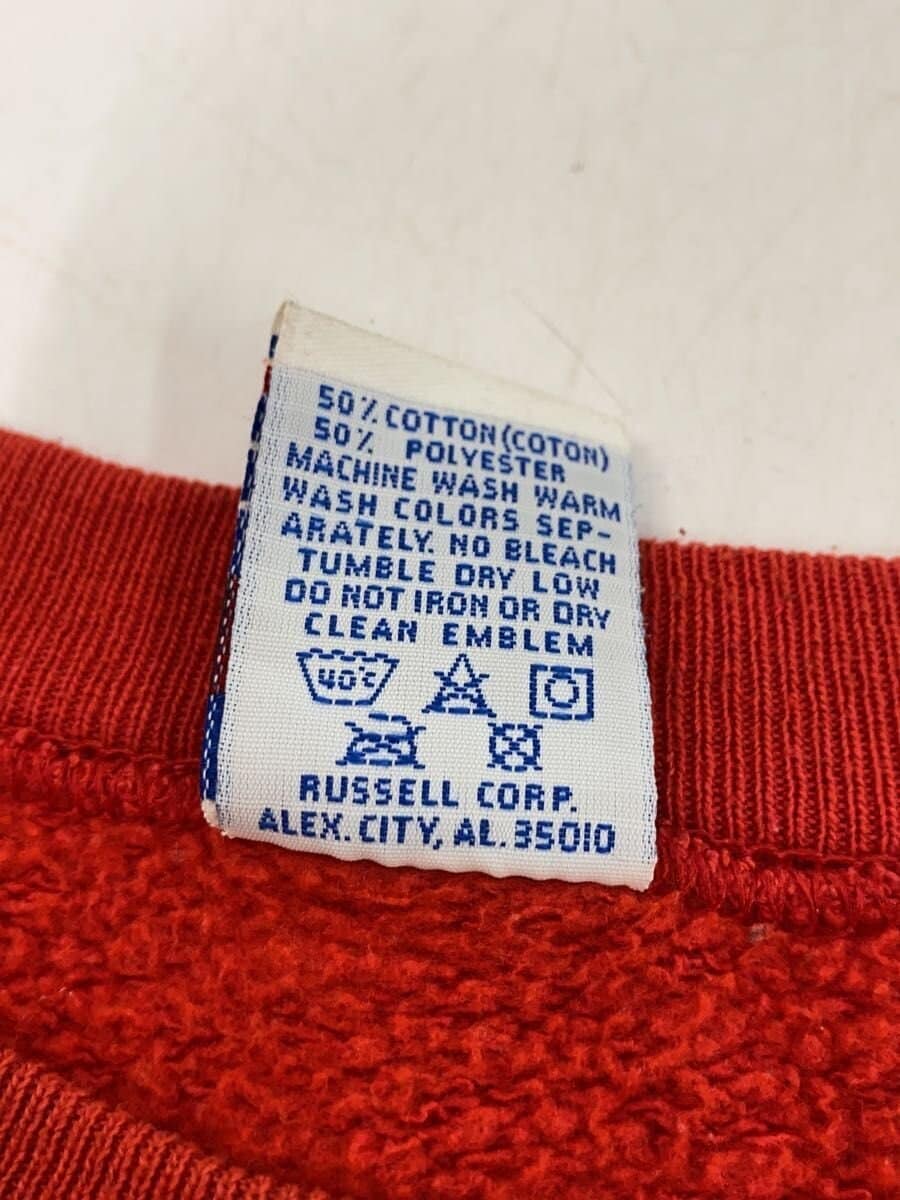 50% COTTON (COTON)
50% POLYESTER
MACHINE WASH WARM
WASH COLORS SEP-
ARATELY. NO BLEACH
TUMBLE DRY LOW
DO NOT IRON OR DRY
CLEAN EMBLEM
40°C
RUSSELL CORP.
ALEX. CITY, AL. 35010